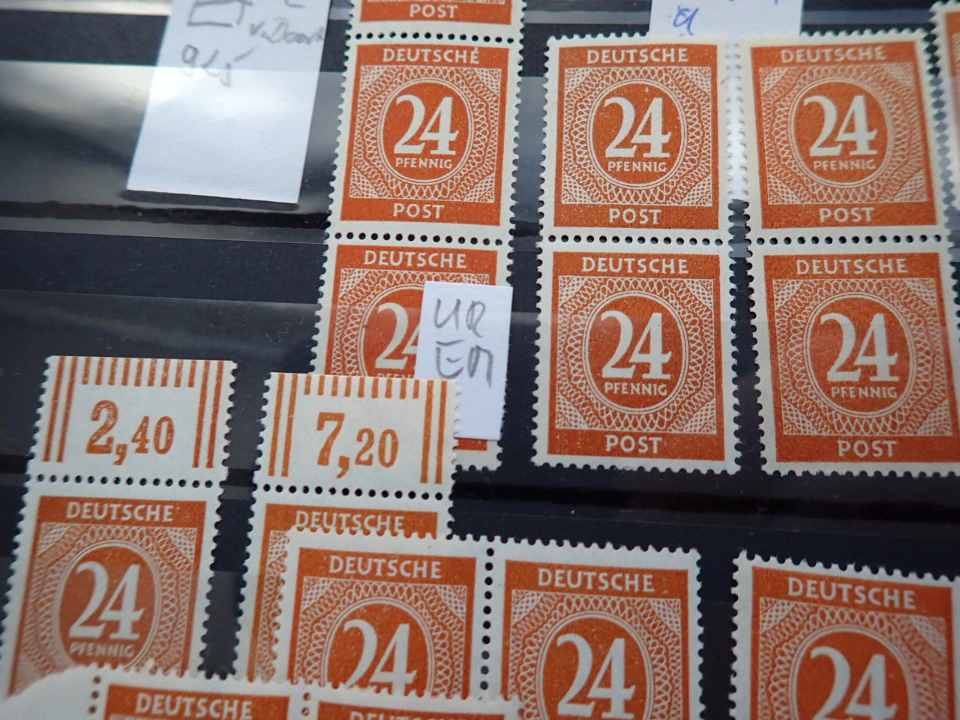 POST
DEUTSCHE
24
PFENNIG
POST
DEUTSCHE
24
PFENNIG
POST
DEUTSCHE
24
PFENNIG
POST
DEUTSCHE
24
DEUTSCHE
24
PFENNIG
POST
DEUTSCHE
24
PFENNIG
POST
2,40
7,20
DEUTSCHE
24
PFENNIG
DEUTSCHE
DEUTSCHE
24
DEUTSCHE
24
DEUTSCHE
24
DEUTSCHE
DEUTSCHE